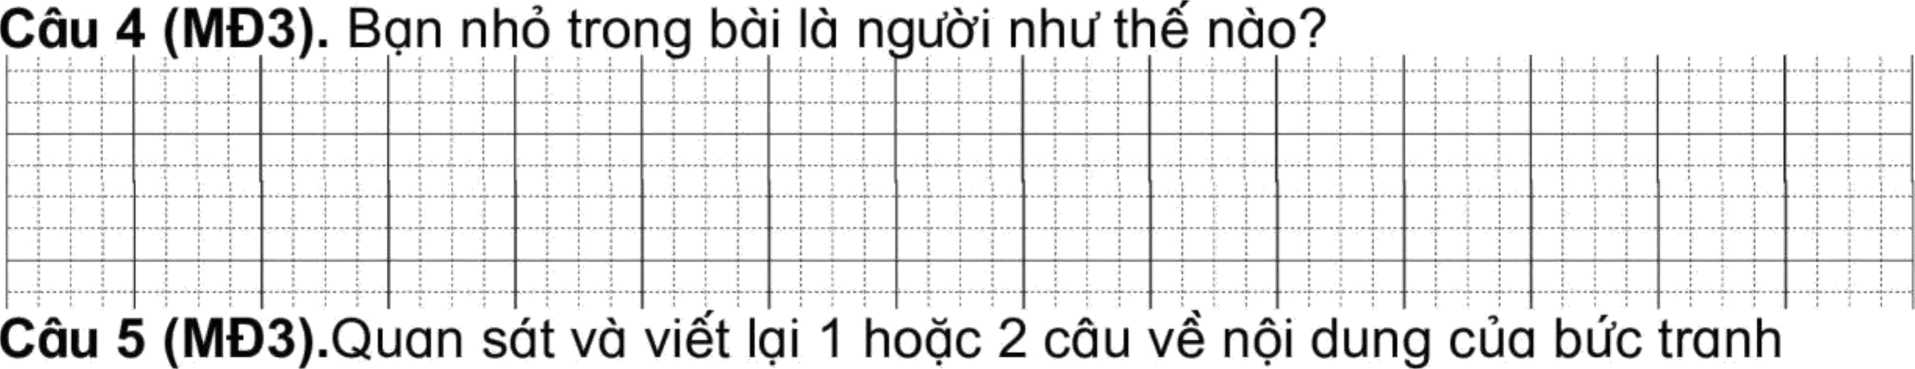 Câu 4 (MĐ3). Bạn nhỏ trong bài là người như thế nào?
Câu 5 (MĐ3).Quan sát và viết lại 1 hoặc 2 câu về nội dung của bức tranh